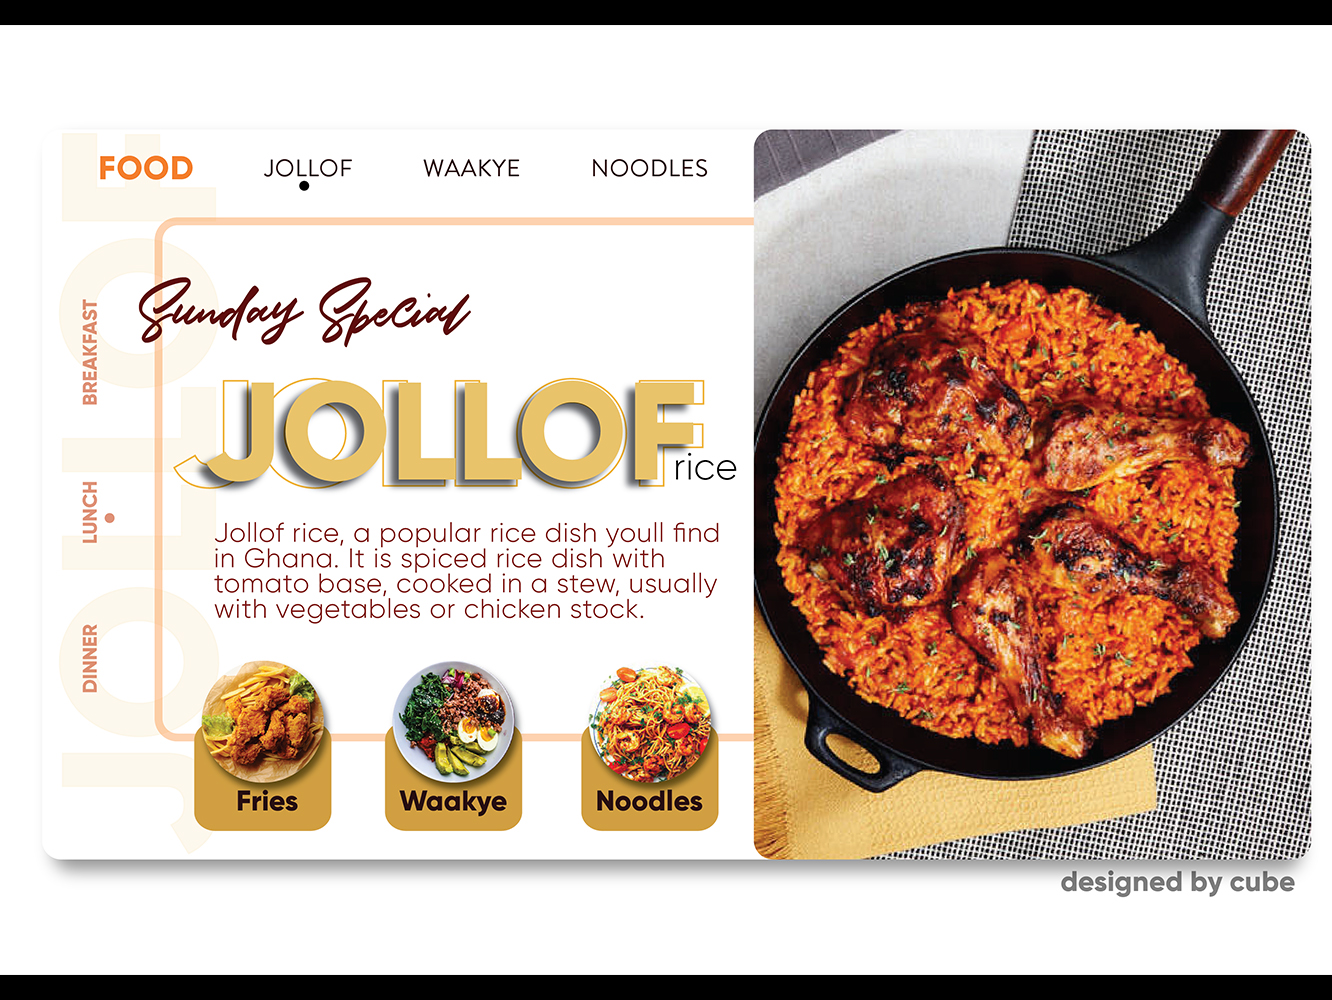 FOOD JOLLOF WAAKYE NOODLES
JOLLOF
BREAKFAST
LUNCH
DINNER
Sunday Special
JOLLOF
rice
Jollof rice, a popular rice dish youll find
in Ghana. It is spiced rice dish with
tomato base, cooked in a stew, usually
with vegetables or chicken stock.
Fries Waakye Noodles
designed by cube